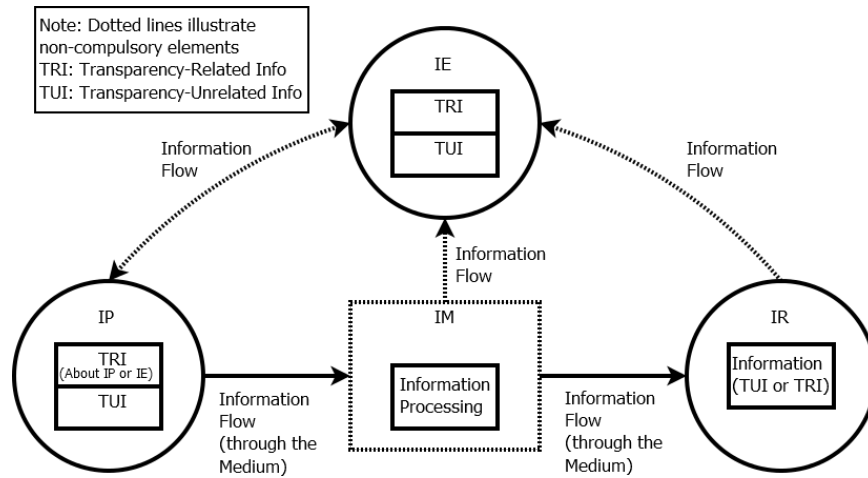 Note: Dotted lines illustrate
non-compulsory elements
TRI: Transparency-Related Info
TUI: Transparency-Unrelated Info
IE
TRI
TUI
Information
Flow
Information
Flow
Information
Flow
IP
TRI
(About IP or IE)
TUI
Information
Flow
(through the
Medium)
IM
Information
Processing
Information
Flow
(through the
Medium)
IR
Information
(TUI or TRI)